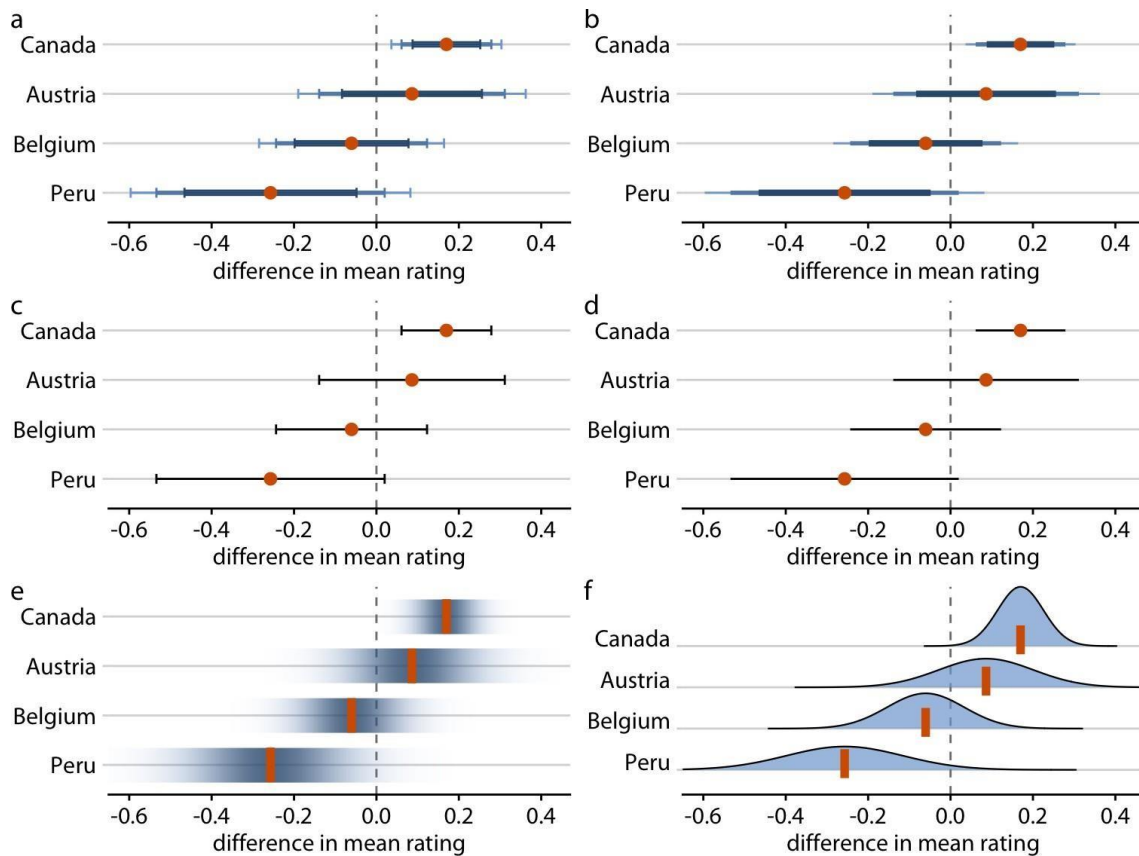 a
Canada
Austria
Belgium
Peru
-0.6 -0.4 -0.2 0.0 0.2 0.4
difference in mean rating
b
Canada
Austria
Belgium
Peru
-0.6 -0.4 -0.2 0.0 0.2 0.4
difference in mean rating
c
Canada
Austria
Belgium
Peru
-0.6 -0.4 -0.2 0.0 0.2 0.4
difference in mean rating
d
Canada
Austria
Belgium
Peru
-0.6 -0.4 -0.2 0.0 0.2 0.4
difference in mean rating
e
Canada
Austria
Belgium
Peru
-0.6 -0.4 -0.2 0.0 0.2 0.4
difference in mean rating
f
Canada
Austria
Belgium
Peru
-0.6 -0.4 -0.2 0.0 0.2 0.4
difference in mean rating